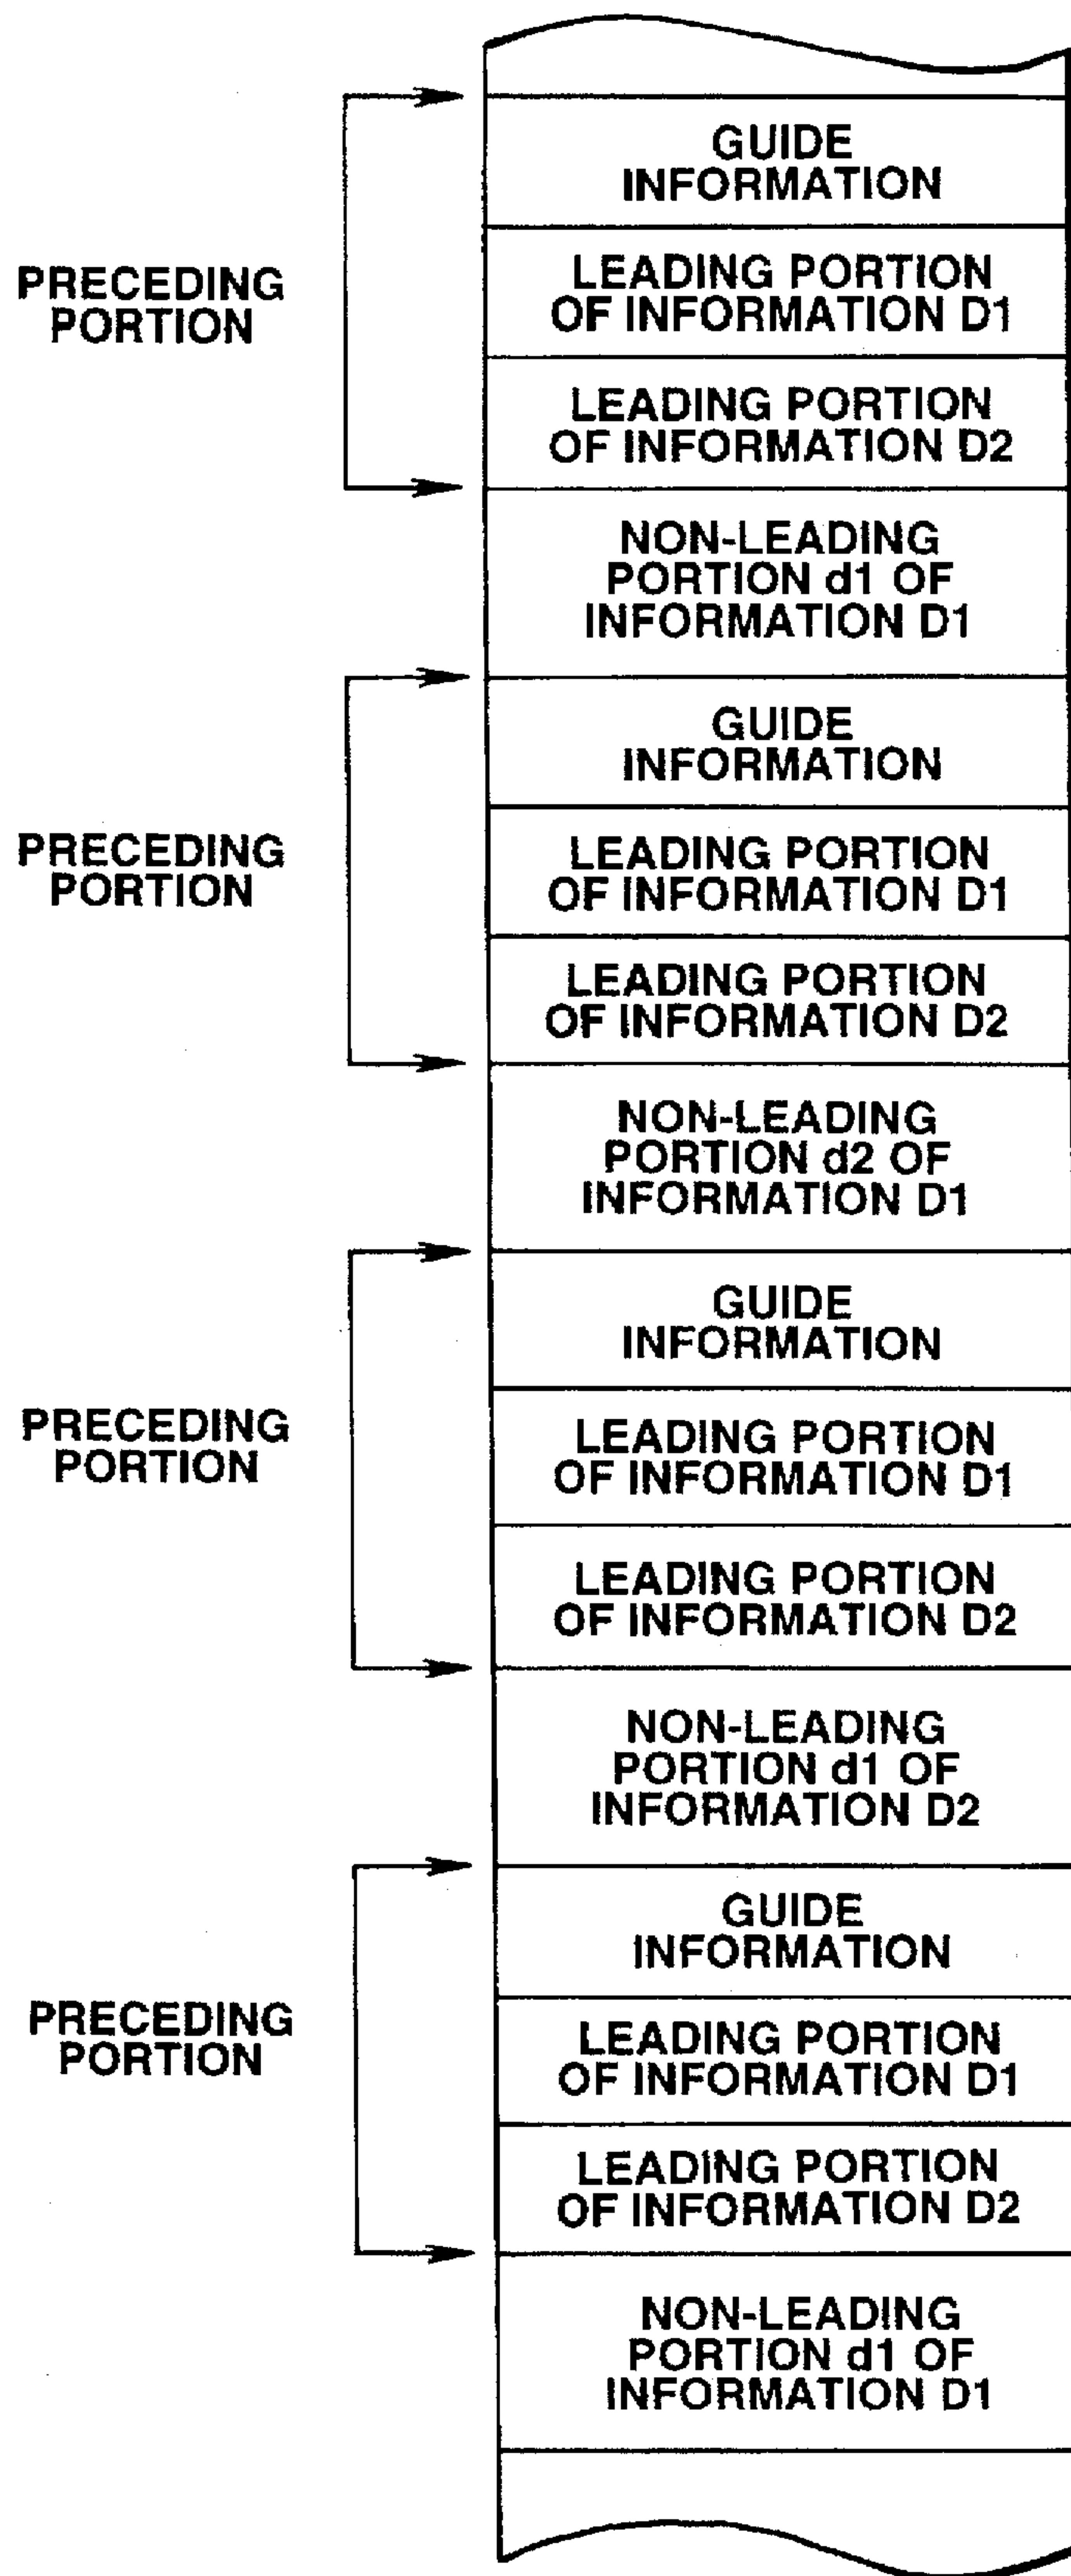 GUIDE
INFORMATION
PRECEDING
PORTION
LEADING PORTION
OF INFORMATION D1
LEADING PORTION
OF INFORMATION D2
NON-LEADING
PORTION d1 OF
INFORMATION D1
GUIDE
INFORMATION
PRECEDING
PORTION
LEADING PORTION
OF INFORMATION D1
LEADING PORTION
OF INFORMATION D2
NON-LEADING
PORTION d2 OF
INFORMATION D1
GUIDE
INFORMATION
PRECEDING
PORTION
LEADING PORTION
OF INFORMATION D1
LEADING PORTION
OF INFORMATION D2
NON-LEADING
PORTION d1 OF
INFORMATION D2
GUIDE
INFORMATION
PRECEDING
PORTION
LEADING PORTION
OF INFORMATION D1
LEADING PORTION
OF INFORMATION D2
NON-LEADING
PORTION d1 OF
INFORMATION D1